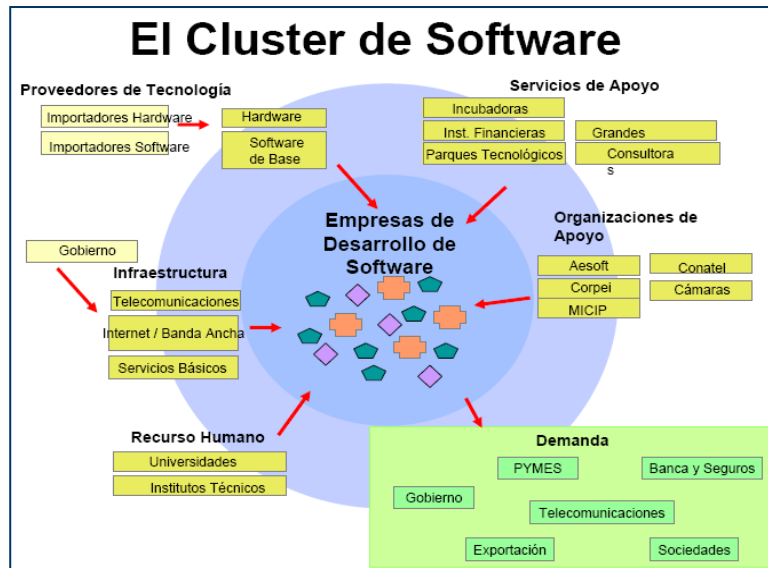 El Cluster de Software
Proveedores de Tecnología
Importadores Hardware
Importadores Software
Hardware
Software
de Base
Servicios de Apoyo
Incubadoras
Inst. Financieras
Parques Tecnológicos
Grandes
Consultora
s
Empresas de
Desarrollo de
Software
Organizaciones de
Apoyo
Aesoft
Corpei
MICIP
Conatel
Cámaras
Gobierno
Infraestructura
Telecomunicaciones
Internet / Banda Ancha
Servicios Básicos
Recurso Humano
Universidades
Institutos Técnicos
Demanda
PYMES
Banca y Seguros
Gobierno
Telecomunicaciones
Exportación
Sociedades